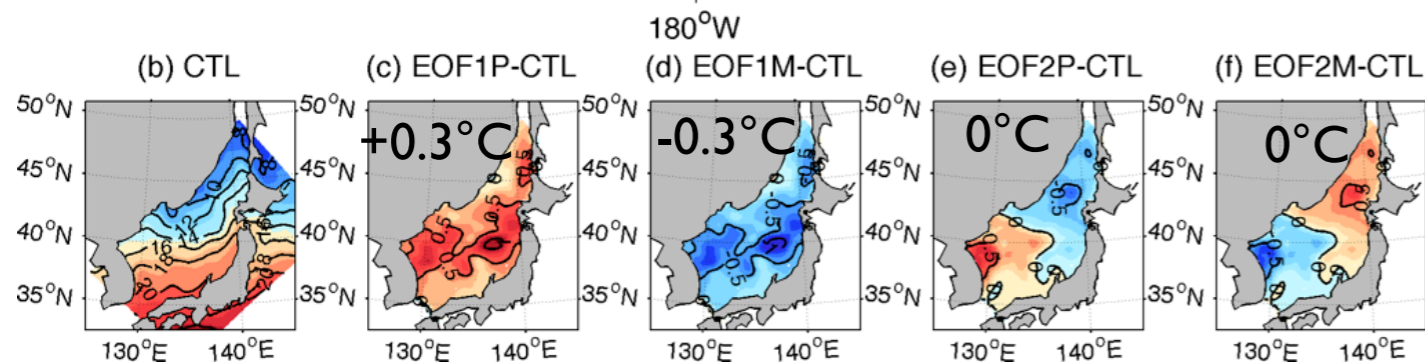 180°W
(b) CTL (c) EOF1P-CTL (d) EOF1M-CTL (e) EOF2P-CTL (f) EOF2M-CTL
50°N 50°N 50°N 50°N 50°N
+0.3°C -0.3°C 0°C 0°C
45°N 45°N 45°N 45°N 45°N
40°N 40°N 40°N 40°N 40°N
35°N 35°N 35°N 35°N 35°N
130°E 140°E 130°E 140°E 130°E 140°E 130°E 140°E 130°E 140°E